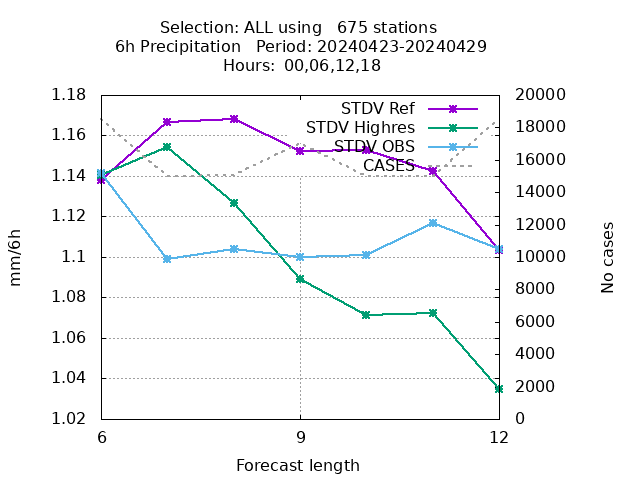 Selection: ALL using   675 stations
6h Precipitation   Period: 20240423-20240429
Hours:  00,06,12,18
1.18
1.16
1.14
1.12
1.1
1.08
1.06
1.04
1.02
20000
18000
16000
14000
12000
10000
8000
6000
4000
2000
0
STDV Ref
STDV Highres
STDV OBS
CASES
mm/6h
No cases
6
9
12
Forecast length